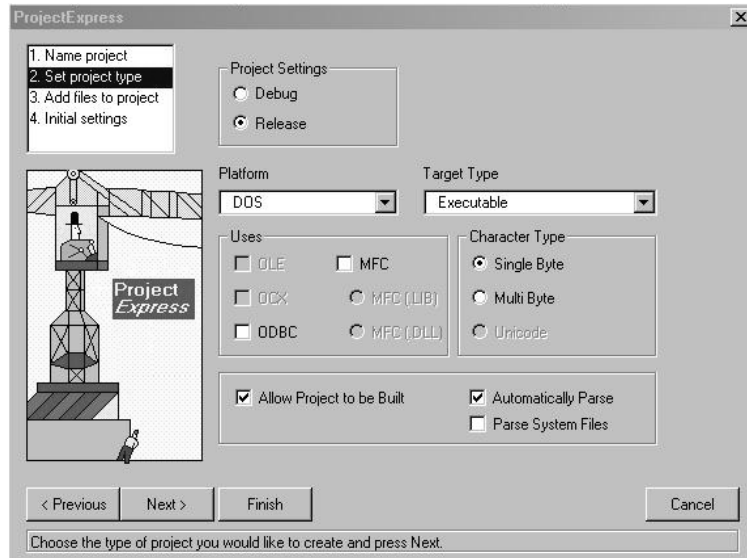 ProjectExpress
1. Name project
2. Set project type
3. Add files to project
4. Initial settings
Project Settings
Debug
Release
Platform
Target Type
DOS
Executable
Uses
Character Type
OLE
MFC
Single Byte
OCX
MFC (.LIB)
Multi Byte
ODBC
MFC (.DLL)
Unicode
Project
Express
Allow Project to be Built
Automatically Parse
Parse System Files
< Previous
Next >
Finish
Cancel
Choose the type of project you would like to create and press Next.